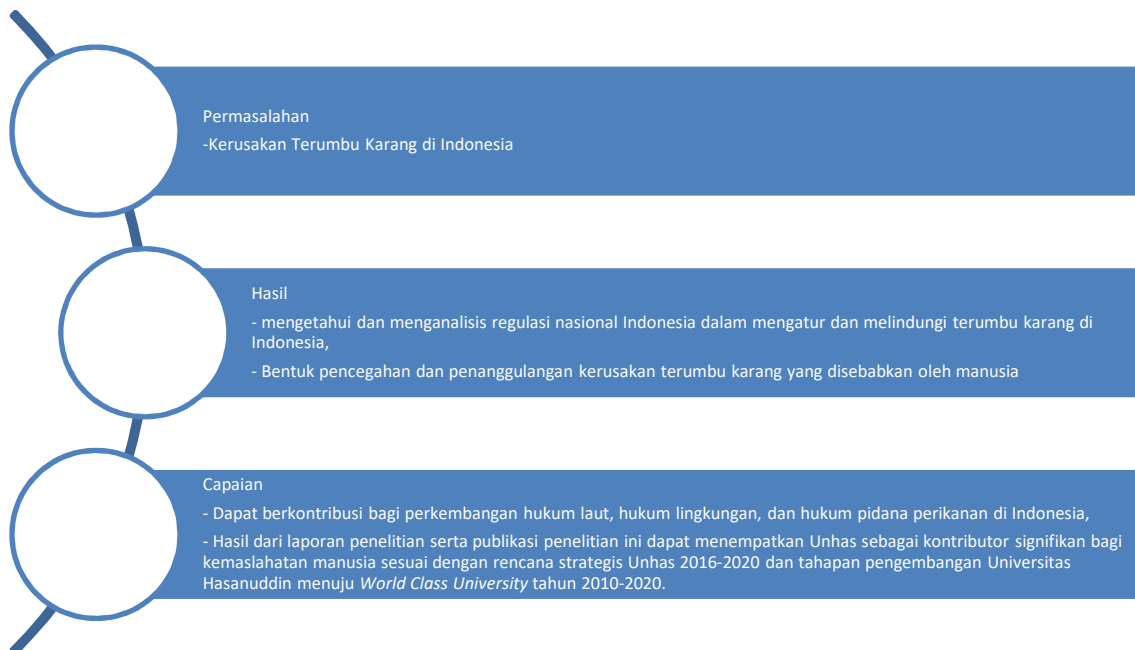 Permasalahan
-Kerusakan Terumbu Karang di Indonesia
Hasil
- mengetahui dan menganalisis regulasi nasional Indonesia dalam mengatur dan melindungi terumbu karang di
Indonesia,
- Bentuk pencegahan dan penanggulangan kerusakan terumbu karang yang disebabkan oleh manusia
Capaian
- Dapat berkontribusi bagi perkembangan hukum laut, hukum lingkungan, dan hukum pidana perikanan di Indonesia,
- Hasil dari laporan penelitian serta publikasi penelitian ini dapat menempatkan Unhas sebagai kontributor signifikan bagi
kemaslahatan manusia sesuai dengan rencana strategis Unhas 2016-2020 dan tahapan pengembangan Universitas
Hasanuddin menuju World Class University tahun 2010-2020.